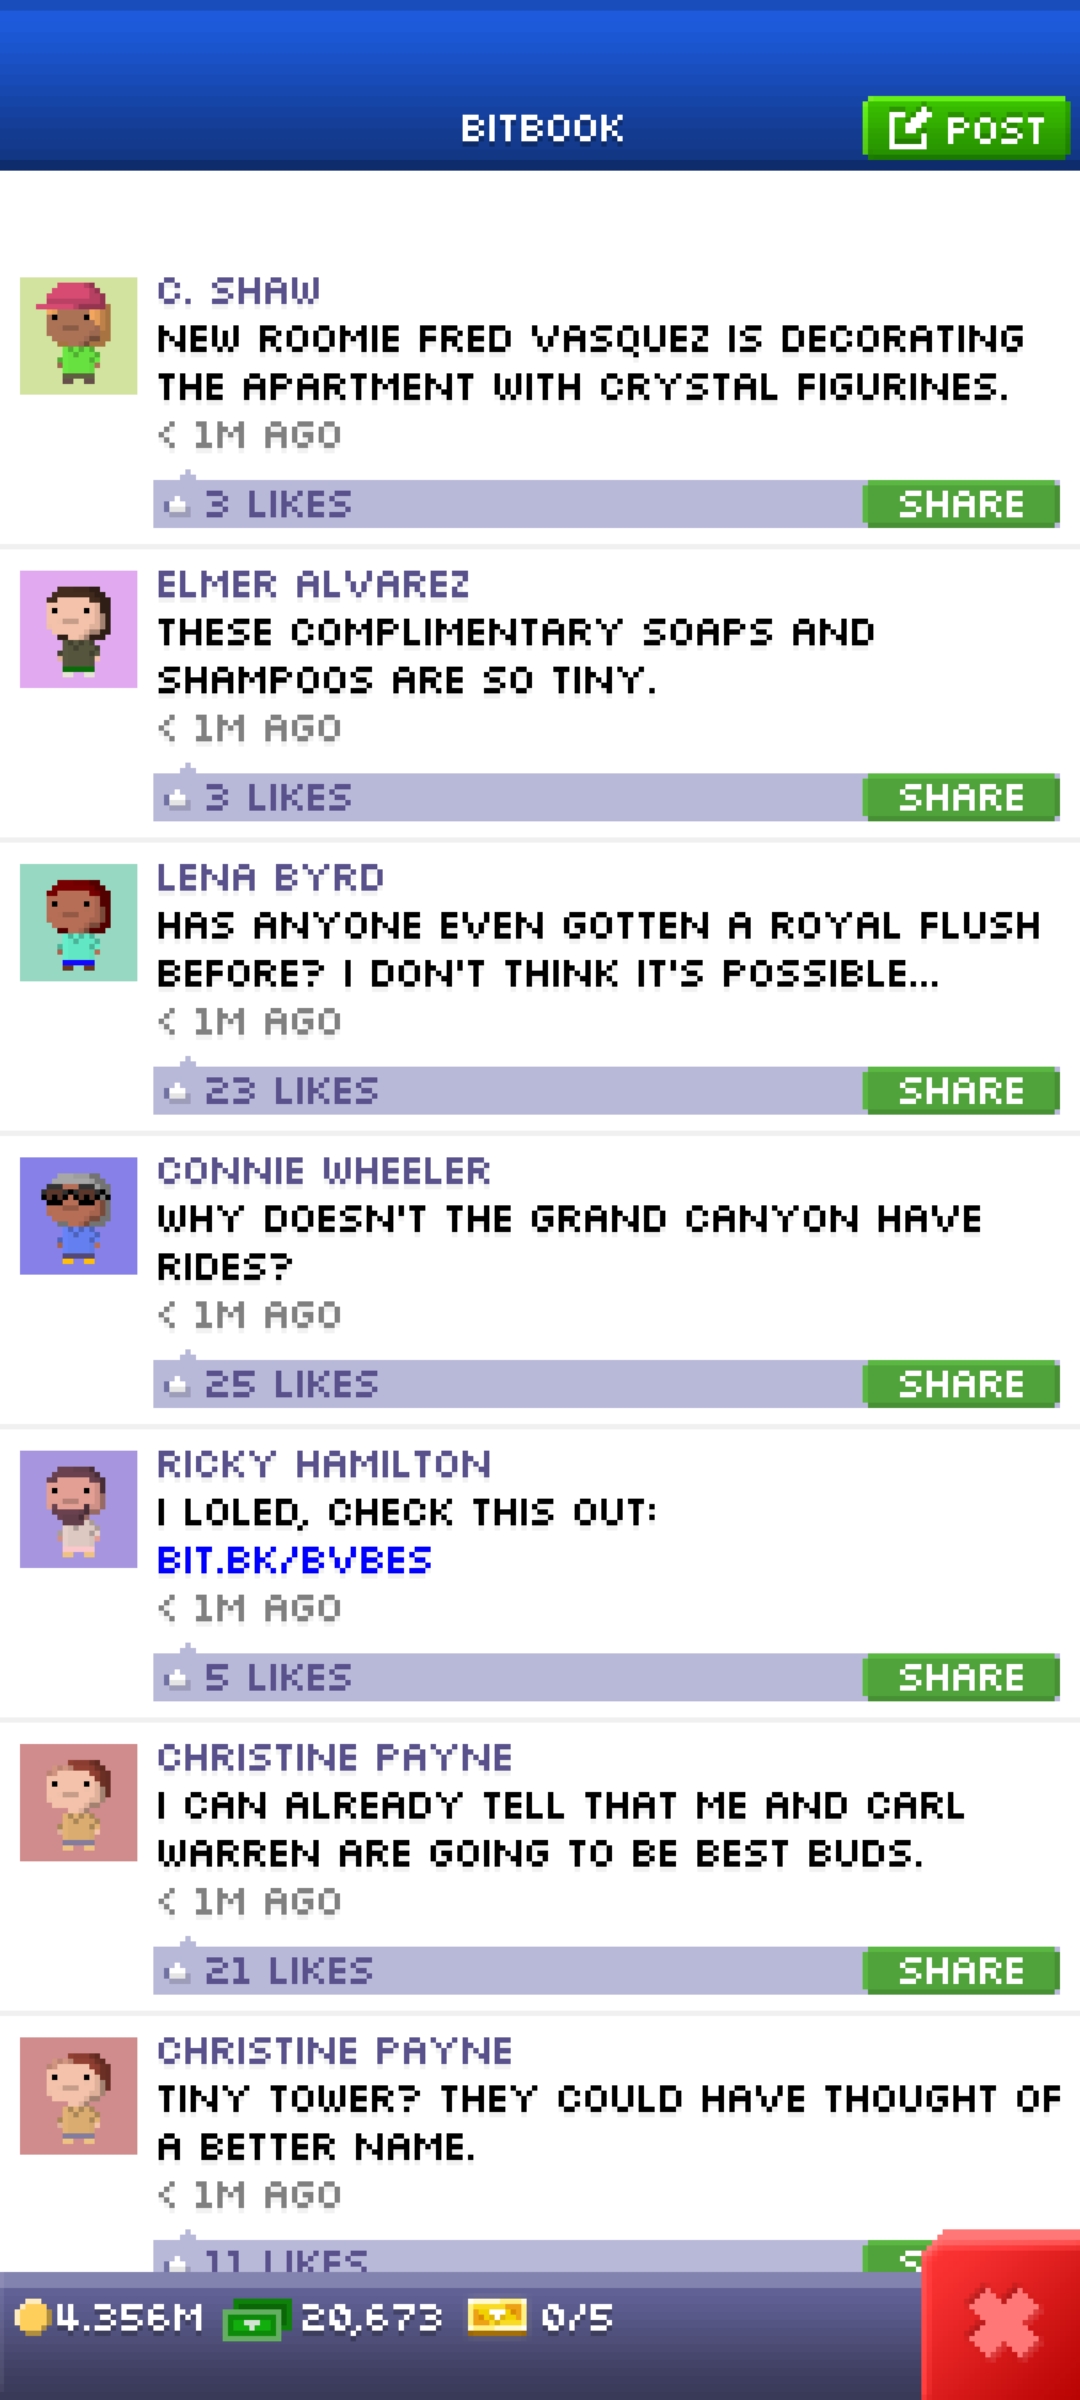 BITBOOK
POST
C. SHAW
NEW ROOMIE FRED VASQUEZ IS DECORATING
THE APARTMENT WITH CRYSTAL FIGURINES.
< 1M AGO
3 LIKES
SHARE
ELMER ALVAREZ
THESE COMPLIMENTARY SOAPS AND
SHAMPOOS ARE SO TINY.
< 1M AGO
3 LIKES
SHARE
LENA BYRD
HAS ANYONE EVEN GOTTEN A ROYAL FLUSH
BEFORE? I DON'T THINK IT'S POSSIBLE...
< 1M AGO
23 LIKES
SHARE
CONNIE WHEELER
WHY DOESN'T THE GRAND CANYON HAVE
RIDES?
< 1M AGO
25 LIKES
SHARE
RICKY HAMILTON
I LOLED, CHECK THIS OUT:
BIT.BK/BVBES
< 1M AGO
5 LIKES
SHARE
CHRISTINE PAYNE
I CAN ALREADY TELL THAT ME AND CARL
WARREN ARE GOING TO BE BEST BUDS.
< 1M AGO
21 LIKES
SHARE
CHRISTINE PAYNE
TINY TOWER? THEY COULD HAVE THOUGHT OF
A BETTER NAME.
< 1M AGO
11 LIKES
4.356M 20,673 0/5